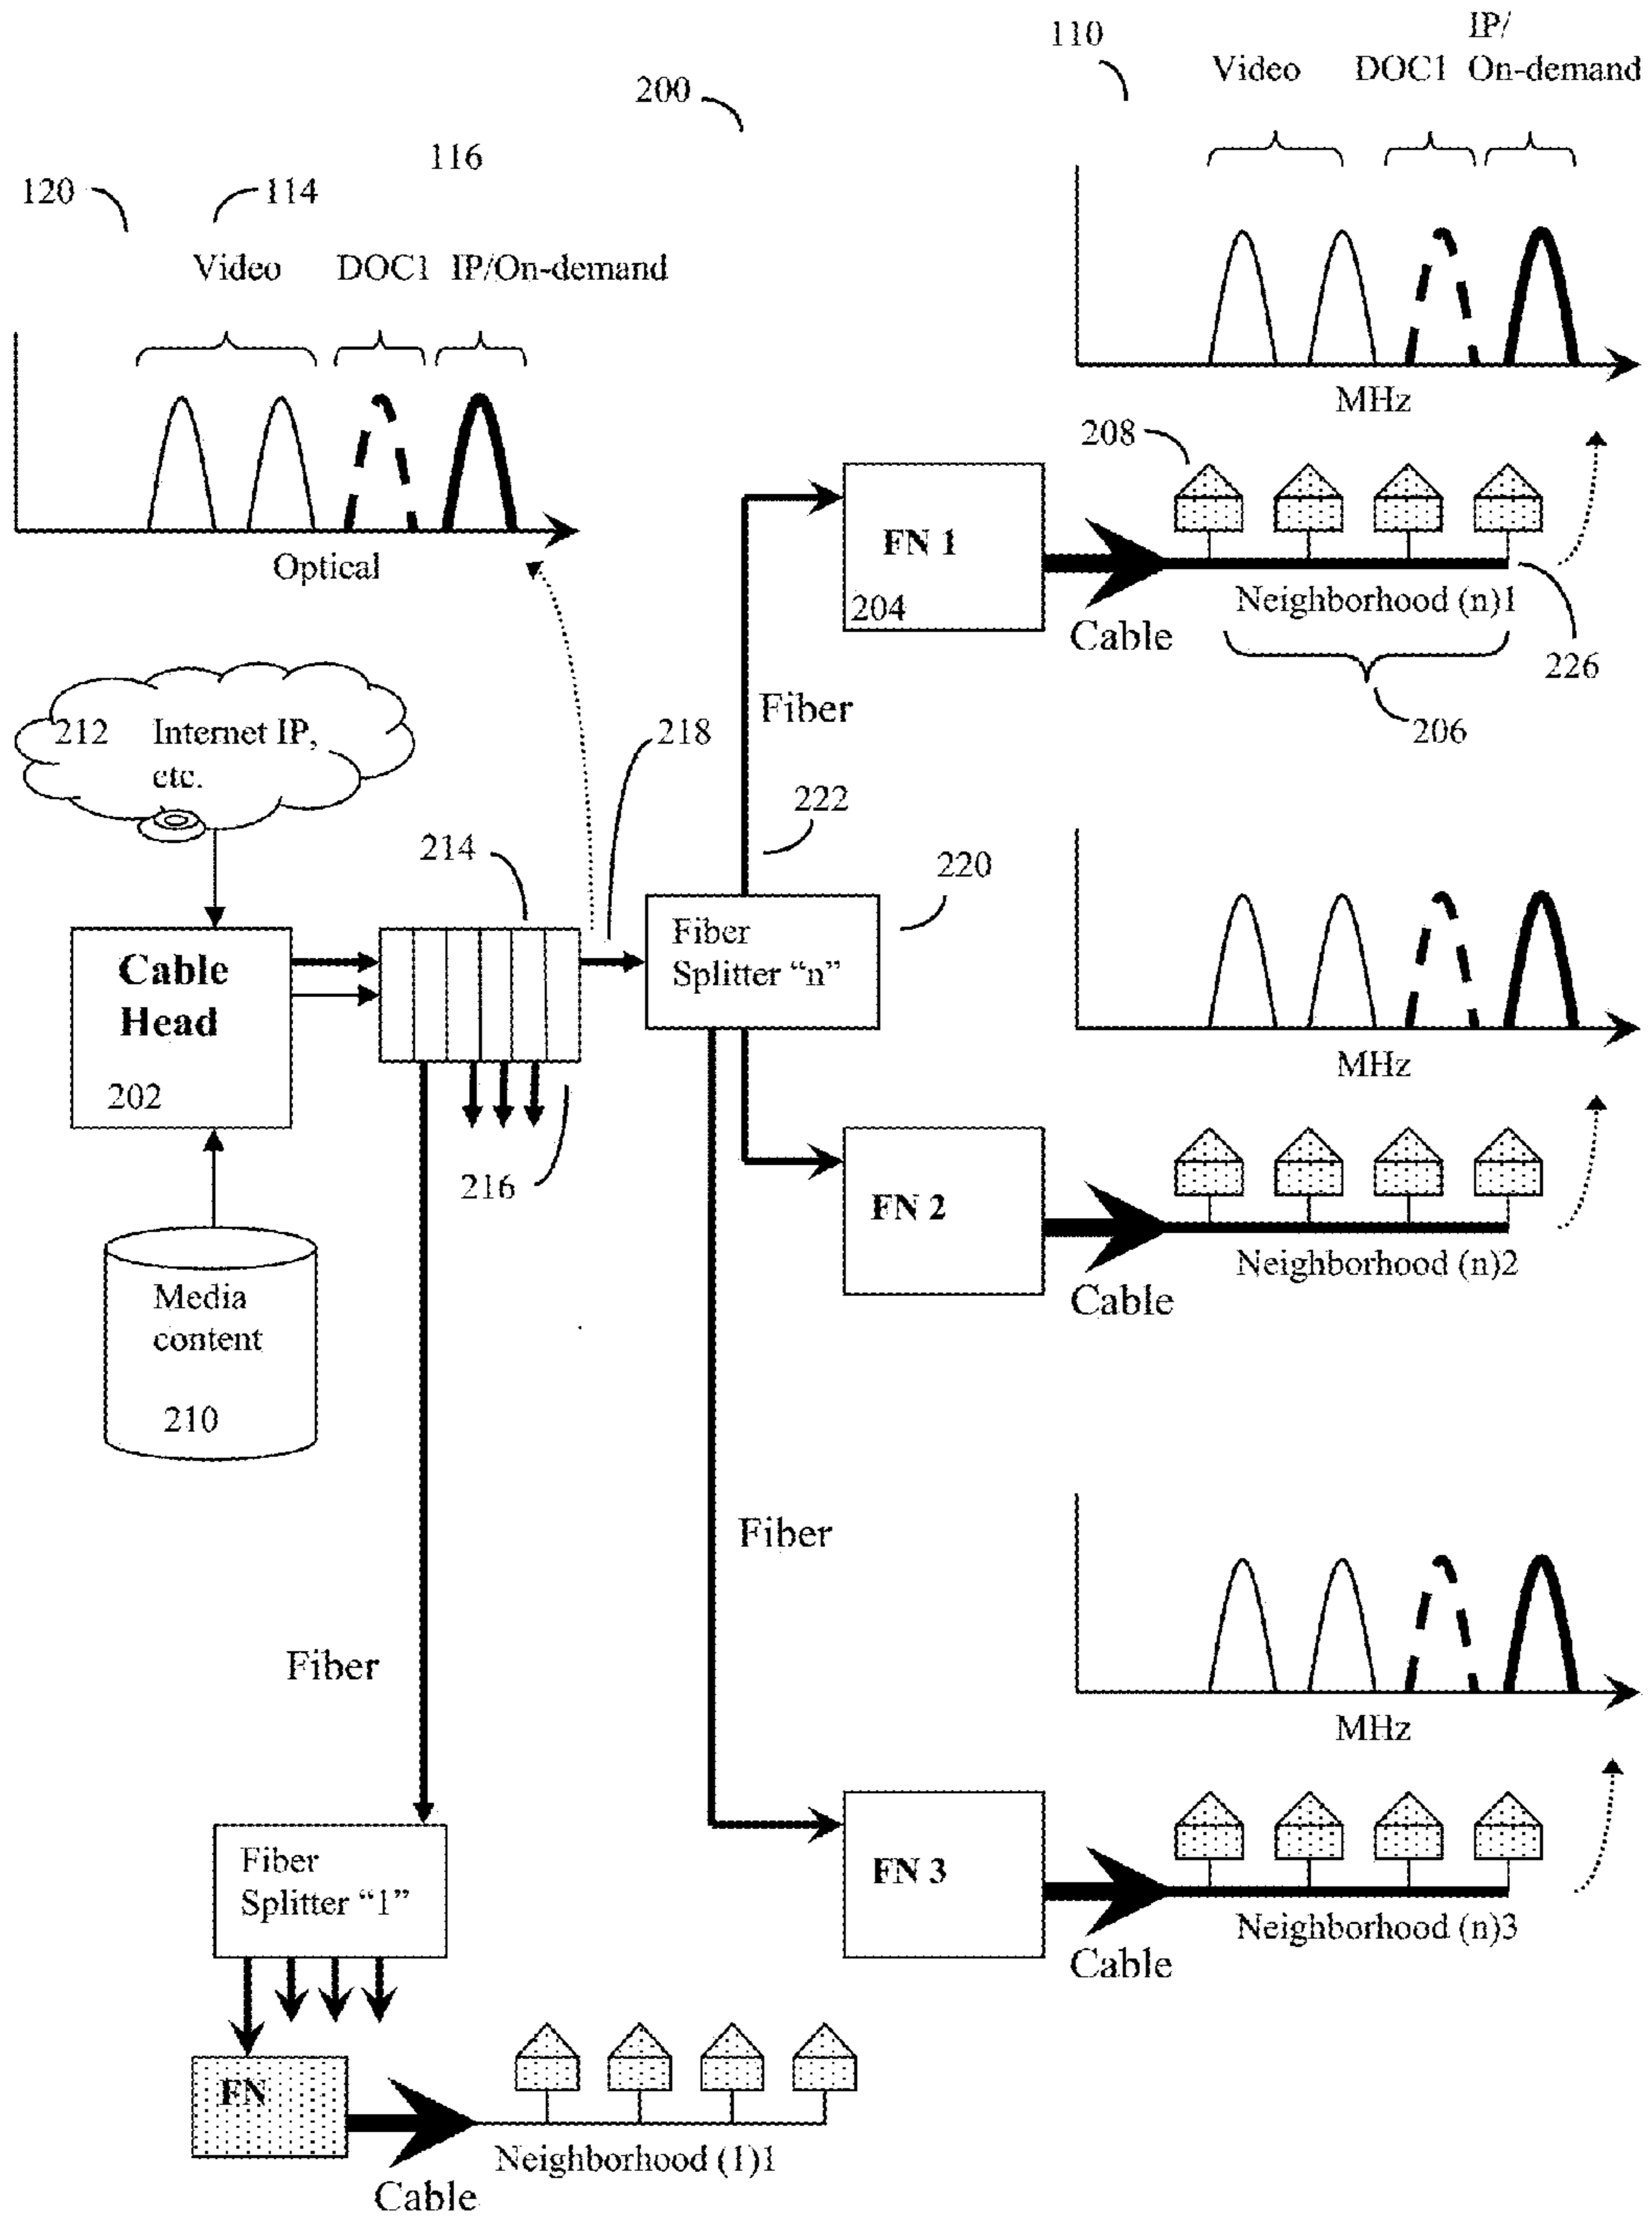 110
IP/
Video
DOC1
On-demand
200
116
120
114
Video
DOC1
IP/On-demand
MHz
208
Optical
FN 1
204
Neighborhood (n)1
Cable
226
206
Fiber
218
212
Internet IP,
etc.
222
214
220
Fiber
Splitter “n”
Cable
Head
202
MHz
216
FN 2
Neighborhood (n)2
Cable
Media
content
210
Fiber
Fiber
MHz
Fiber
Splitter “1”
FN 3
Neighborhood (n)3
Cable
FN
Neighborhood (1)1
Cable